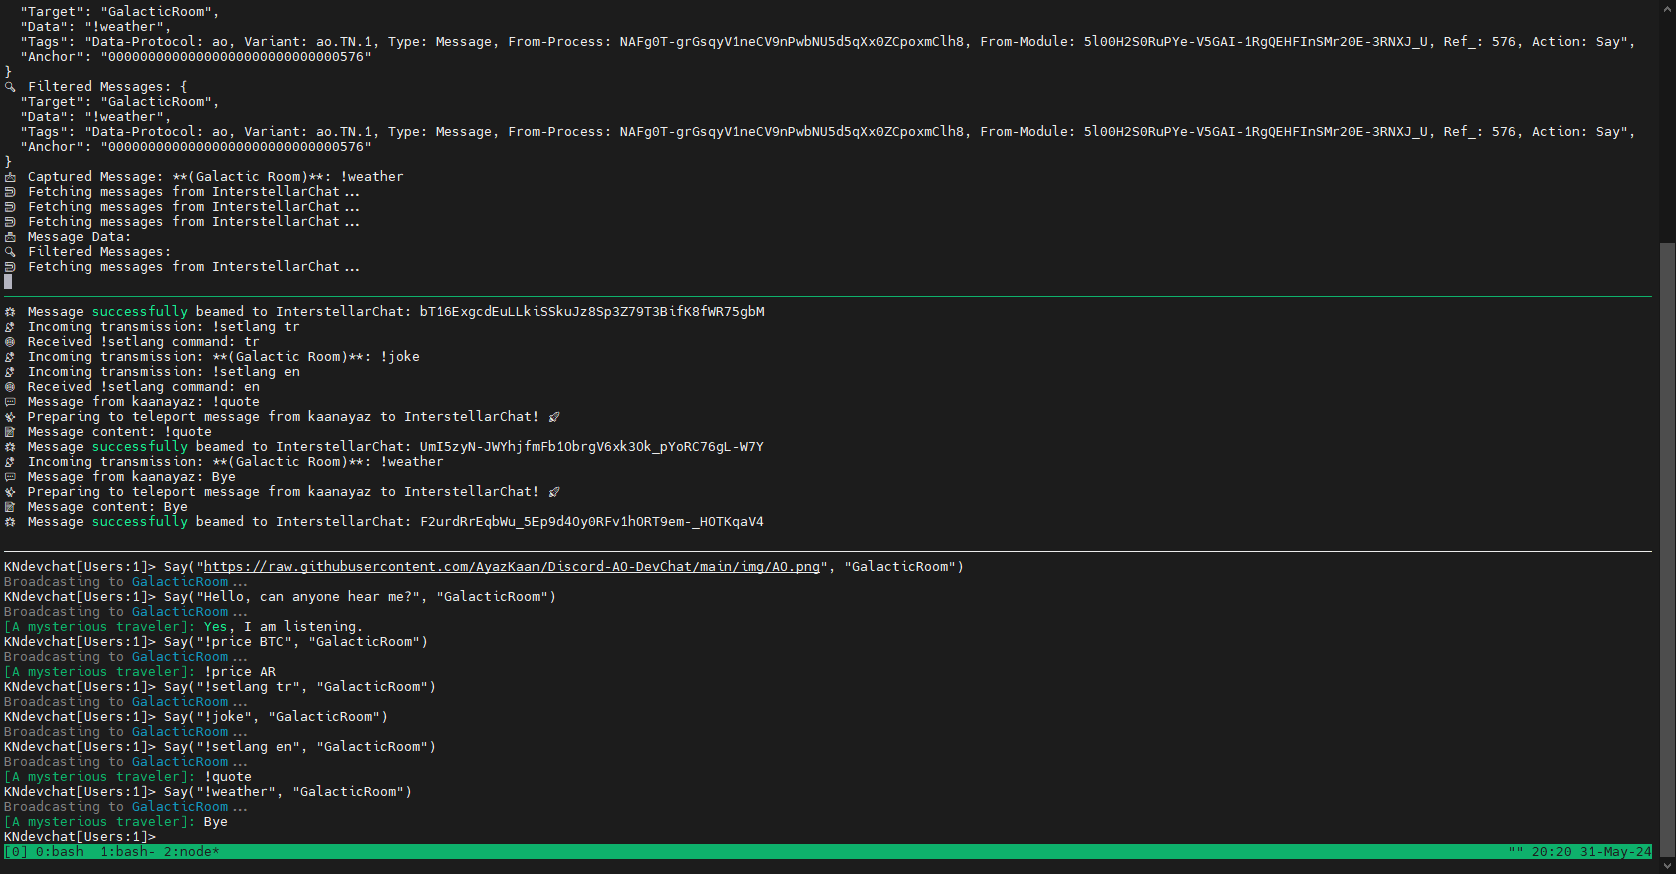 "Target": "GalacticRoom",
"Data": "!weather",
"Tags": "Data-Protocol: ao, Variant: ao.TN.1, Type: Message, From-Process: NAFg0T-grGsqyV1neCV9nPwbNU5d5qXx0ZCpoxmClh8, From-Module: 5l00H2S0RuPYe-V5GAI-1RgQEHFInSMr20E-3RNXJ_U, Ref_: 576, Action: Say",
"Anchor": "00000000000000000000000000000576"
}
Filtered Messages: {
"Target": "GalacticRoom",
"Data": "!weather",
"Tags": "Data-Protocol: ao, Variant: ao.TN.1, Type: Message, From-Process: NAFg0T-grGsqyV1neCV9nPwbNU5d5qXx0ZCpoxmClh8, From-Module: 5l00H2S0RuPYe-V5GAI-1RgQEHFInSMr20E-3RNXJ_U, Ref_: 576, Action: Say",
"Anchor": "00000000000000000000000000000576"
}
Captured Message: **(Galactic Room)**: !weather
Fetching messages from InterstellarChat...
Fetching messages from InterstellarChat...
Fetching messages from InterstellarChat...
Message Data:
Filtered Messages:
Fetching messages from InterstellarChat...
Message successfully beamed to InterstellarChat: bT16ExgcdEuLLkiSSkuJz8Sp3Z79T3BifK8fWR75gbM
Incoming transmission: !setlang tr
Received !setlang command: tr
Incoming transmission: **(Galactic Room)**: !joke
Incoming transmission: !setlang en
Received !setlang command: en
Message from kaanayaz: !quote
Preparing to teleport message from kaanayaz to InterstellarChat! 🚀
Message content: !quote
Message successfully beamed to InterstellarChat: UmI5zyN-JWYhjfmFb1ObrgV6xk3Ok_pYoRC76gL-W7Y
Incoming transmission: **(Galactic Room)**: !weather
Message from kaanayaz: Bye
Preparing to teleport message from kaanayaz to InterstellarChat! 🚀
Message content: Bye
Message successfully beamed to InterstellarChat: F2urdRrEqbWu_5Ep9d4Oy0RFv1hORT9em-_HOTKqaV4
KNdevchat[Users:1]> Say("https://raw.githubusercontent.com/AyazKaan/Discord-AO-DevChat/main/img/AO.png", "GalacticRoom")
Broadcasting to GalacticRoom...
KNdevchat[Users:1]> Say("Hello, can anyone hear me?", "GalacticRoom")
Broadcasting to GalacticRoom...
[A mysterious traveler]: Yes, I am listening.
KNdevchat[Users:1]> Say("!price BTC", "GalacticRoom")
Broadcasting to GalacticRoom...
[A mysterious traveler]: !price AR
KNdevchat[Users:1]> Say("!setlang tr", "GalacticRoom")
Broadcasting to GalacticRoom...
KNdevchat[Users:1]> Say("!joke", "GalacticRoom")
Broadcasting to GalacticRoom...
KNdevchat[Users:1]> Say("!setlang en", "GalacticRoom")
Broadcasting to GalacticRoom...
[A mysterious traveler]: !quote
KNdevchat[Users:1]> Say("!weather", "GalacticRoom")
Broadcasting to GalacticRoom...
[A mysterious traveler]: Bye
KNdevchat[Users:1]>
[0] 0:bash  1:bash- 2:node* "" 20:20 31-May-24